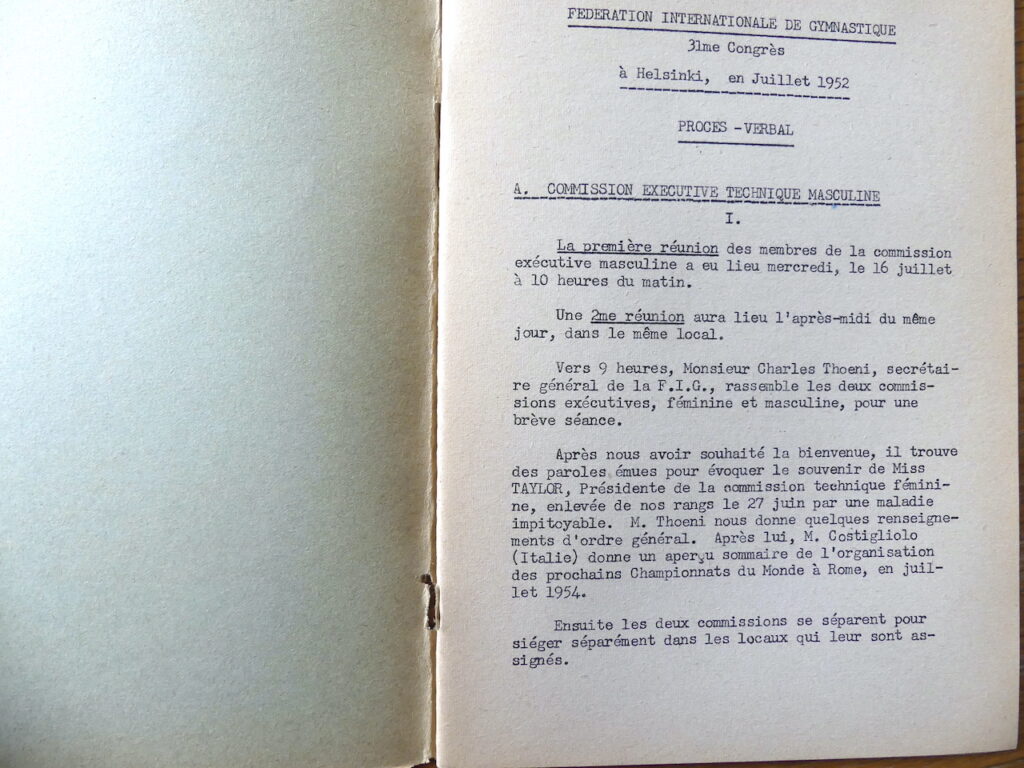 FEDERATION INTERNATIONALE DE GYMNASTIQUE
31me Congrès
à Helsinki, en Juillet 1952
PROCES -VERBAL
A. COMMISSION EXECUTIVE TECHNIQUE MASCULINE
I.
La première réunion des membres de la commission
exécutive masculine a eu lieu mercredi, le 16 juillet
à 10 heures du matin.
Une 2me réunion aura lieu l'après-midi du même
jour, dans le même local.
Vers 9 heures, Monsieur Charles Thoeni, secrétai-
re général de la F.I.G., rassemble les deux commis-
sions exécutives, féminine et masculine, pour une
brève séance.
Après nous avoir souhaité la bienvenue, il trouve
des paroles émues pour évoquer le souvenir de Miss
TAYLOR, Présidente de la commission technique fémini-
ne, enlevée de nos rangs le 27 juin par une maladie
impitoyable. M. Thoeni nous donne quelques renseigne-
ments d'ordre général. Après lui, M. Costigliolo
(Italie) donne un aperçu sommaire de l'organisation
des prochains Championnats du Monde à Rome, en juil-
let 1954.
Ensuite les deux commissions se séparent pour
siéger séparément dans les locaux qui leur sont as-
signés.